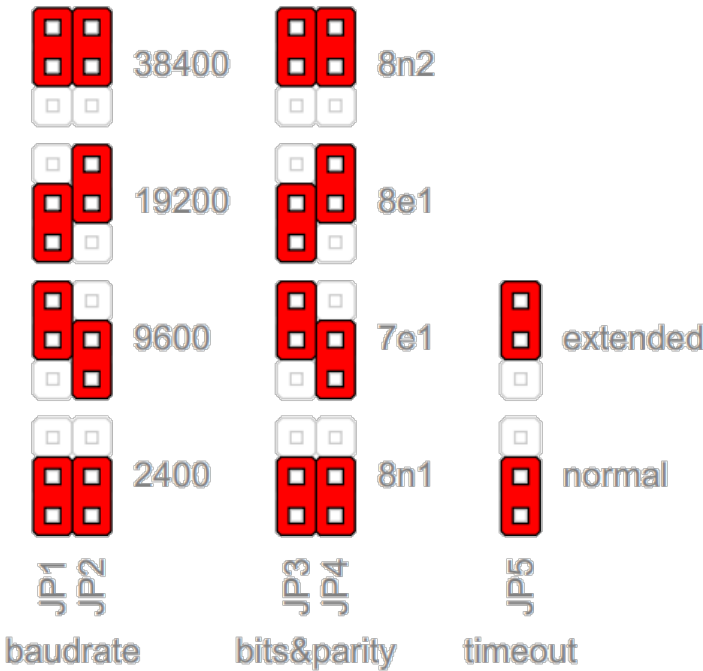 38400 8n2
19200 8e1
9600 7e1 extended
2400 8n1 normal
JP1 JP2 JP3 JP4 JP5
baudrate bits&parity timeout